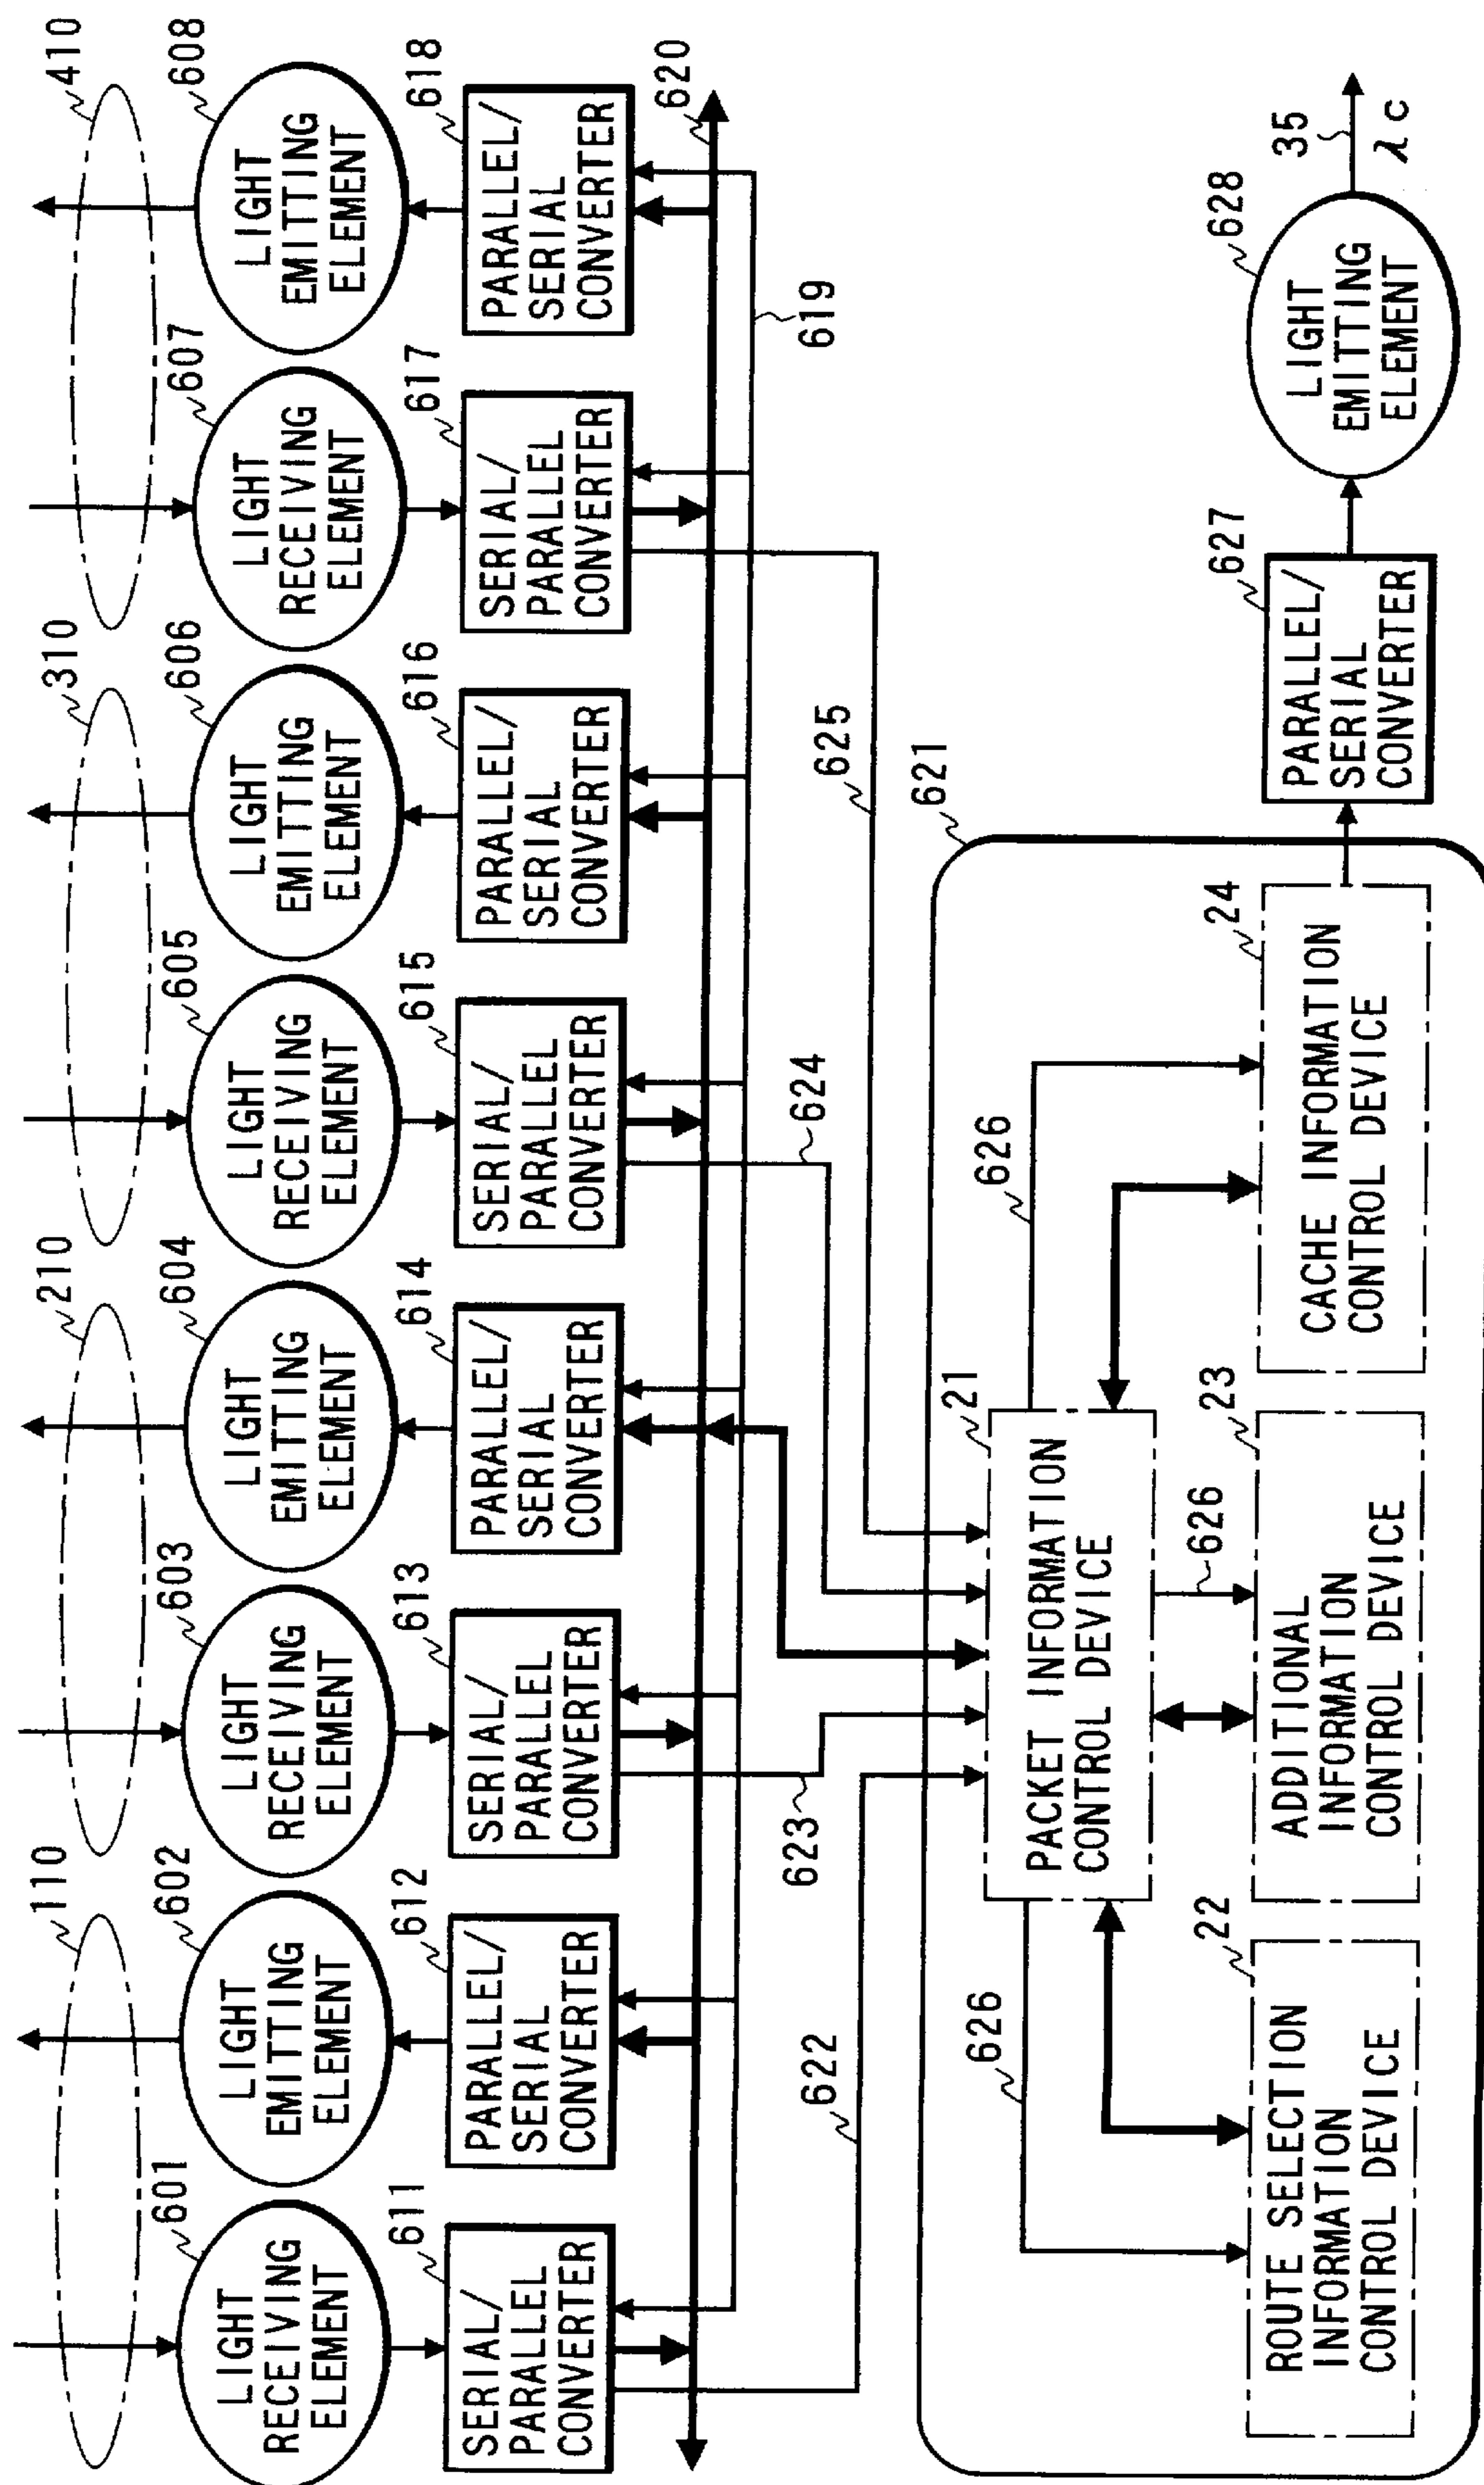 110
210
310
410
601
LIGHT
RECEIVING
ELEMENT
602
LIGHT
EMITTING
ELEMENT
603
LIGHT
RECEIVING
ELEMENT
604
LIGHT
EMITTING
ELEMENT
605
LIGHT
RECEIVING
ELEMENT
606
LIGHT
EMITTING
ELEMENT
607
LIGHT
RECEIVING
ELEMENT
608
LIGHT
EMITTING
ELEMENT
611
SERIAL/
PARALLEL
CONVERTER
612
PARALLEL/
SERIAL
CONVERTER
613
SERIAL/
PARALLEL
CONVERTER
614
PARALLEL/
SERIAL
CONVERTER
615
SERIAL/
PARALLEL
CONVERTER
616
PARALLEL/
SERIAL
CONVERTER
617
SERIAL/
PARALLEL
CONVERTER
618
PARALLEL/
SERIAL
CONVERTER
620
619
622
623
624
625
621
626
21
PACKET INFORMATION
CONTROL DEVICE
626
626
22
ROUTE SELECTION
INFORMATION
CONTROL DEVICE
23
ADDITIONAL
INFORMATION
CONTROL DEVICE
24
CACHE INFORMATION
CONTROL DEVICE
627
PARALLEL/
SERIAL
CONVERTER
628
LIGHT
EMITTING
ELEMENT
35
λc